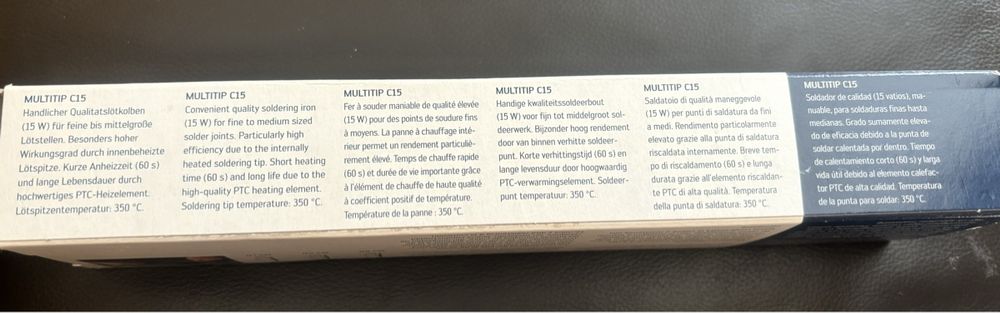 MULTITIP C15
Handlicher Qualitätslötkolben
(15 W) für feine bis mittelgroße
Lötstellen. Besonders hoher
Wirkungsgrad durch innenbeheizte
Lötspitze. Kurze Anheizzeit (60 s)
und lange Lebensdauer durch
hochwertiges PTC-Heizelement.
Lötspitzentemperatur: 350 °C.
MULTITIP C15
Convenient quality soldering iron
(15 W) for fine to medium sized
solder joints. Particularly high
efficiency due to the internally
heated soldering tip. Short heating
time (60 s) and long life due to the
high-quality PTC heating element.
Soldering tip temperature: 350 °C.
MULTITIP C15
Fer à souder maniable de qualité élevée
(15 W) pour des points de soudure fins
à moyens. La panne à chauffage inté-
rieur permet un rendement particuliè-
rement élevé. Temps de chauffe rapide
(60 s) et durée de vie importante grâce
à l'élément de chauffe de haute qualité
à coefficient positif de température.
Température de la panne : 350 °C.
MULTITIP C15
Handige kwaliteitssoldeerbout
(15 W) voor fijn tot middelgroot sol-
deerwerk. Bijzonder hoog rendement
door van binnen verhitte soldeer-
punt. Korte verhittingstijd (60 s) en
lange levensduur door hoogwaardig
PTC-verwarmingselement. Soldeer-
punt temperatuur: 350 °C.
MULTITIP C15
Saldatoio di qualità maneggevole
(15 W) per punti di saldatura da fini
a medi. Rendimento particolarmente
elevato grazie alla punta di saldatura
riscaldata internamente. Breve tem-
po di riscaldamento (60 s) e lunga
durata grazie all'elemento riscaldan-
te PTC di alta qualità. Temperatura
della punta di saldatura: 350 °C.
MULTITIP C15
Soldador de calidad (15 vatios), ma-
nuable, para soldaduras finas hasta
medianas. Grado sumamente eleva-
do de eficacia debido a la punta de
soldar calentada por dentro. Tiempo
de calentamiento corto (60 s) y larga
vida útil debido al elemento calefac-
tor PTC de alta calidad. Temperatura
de la punta para soldar: 350 °C.